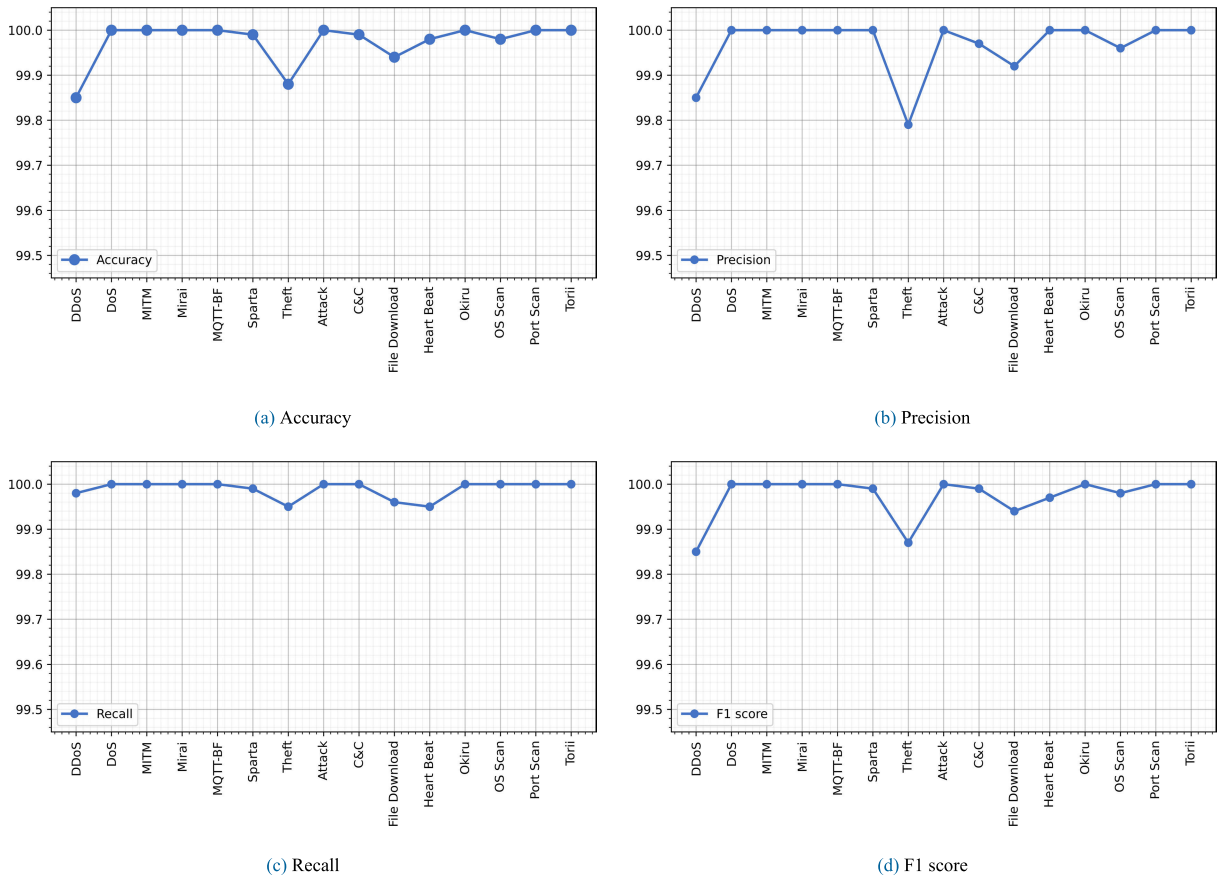 100.0
99.9
99.8
99.7
99.6
99.5
Accuracy
DDoS
DoS
MITM
Mirai
MQTT-BF
Sparta
Theft
Attack
C&C
File Download
Heart Beat
Okiru
OS Scan
Port Scan
Torii
(a) Accuracy
100.0
99.9
99.8
99.7
99.6
99.5
Precision
DDoS
DoS
MITM
Mirai
MQTT-BF
Sparta
Theft
Attack
C&C
File Download
Heart Beat
Okiru
OS Scan
Port Scan
Torii
(b) Precision
100.0
99.9
99.8
99.7
99.6
99.5
Recall
DDoS
DoS
MITM
Mirai
MQTT-BF
Sparta
Theft
Attack
C&C
File Download
Heart Beat
Okiru
OS Scan
Port Scan
Torii
(c) Recall
100.0
99.9
99.8
99.7
99.6
99.5
F1 score
DDoS
DoS
MITM
Mirai
MQTT-BF
Sparta
Theft
Attack
C&C
File Download
Heart Beat
Okiru
OS Scan
Port Scan
Torii
(d) F1 score